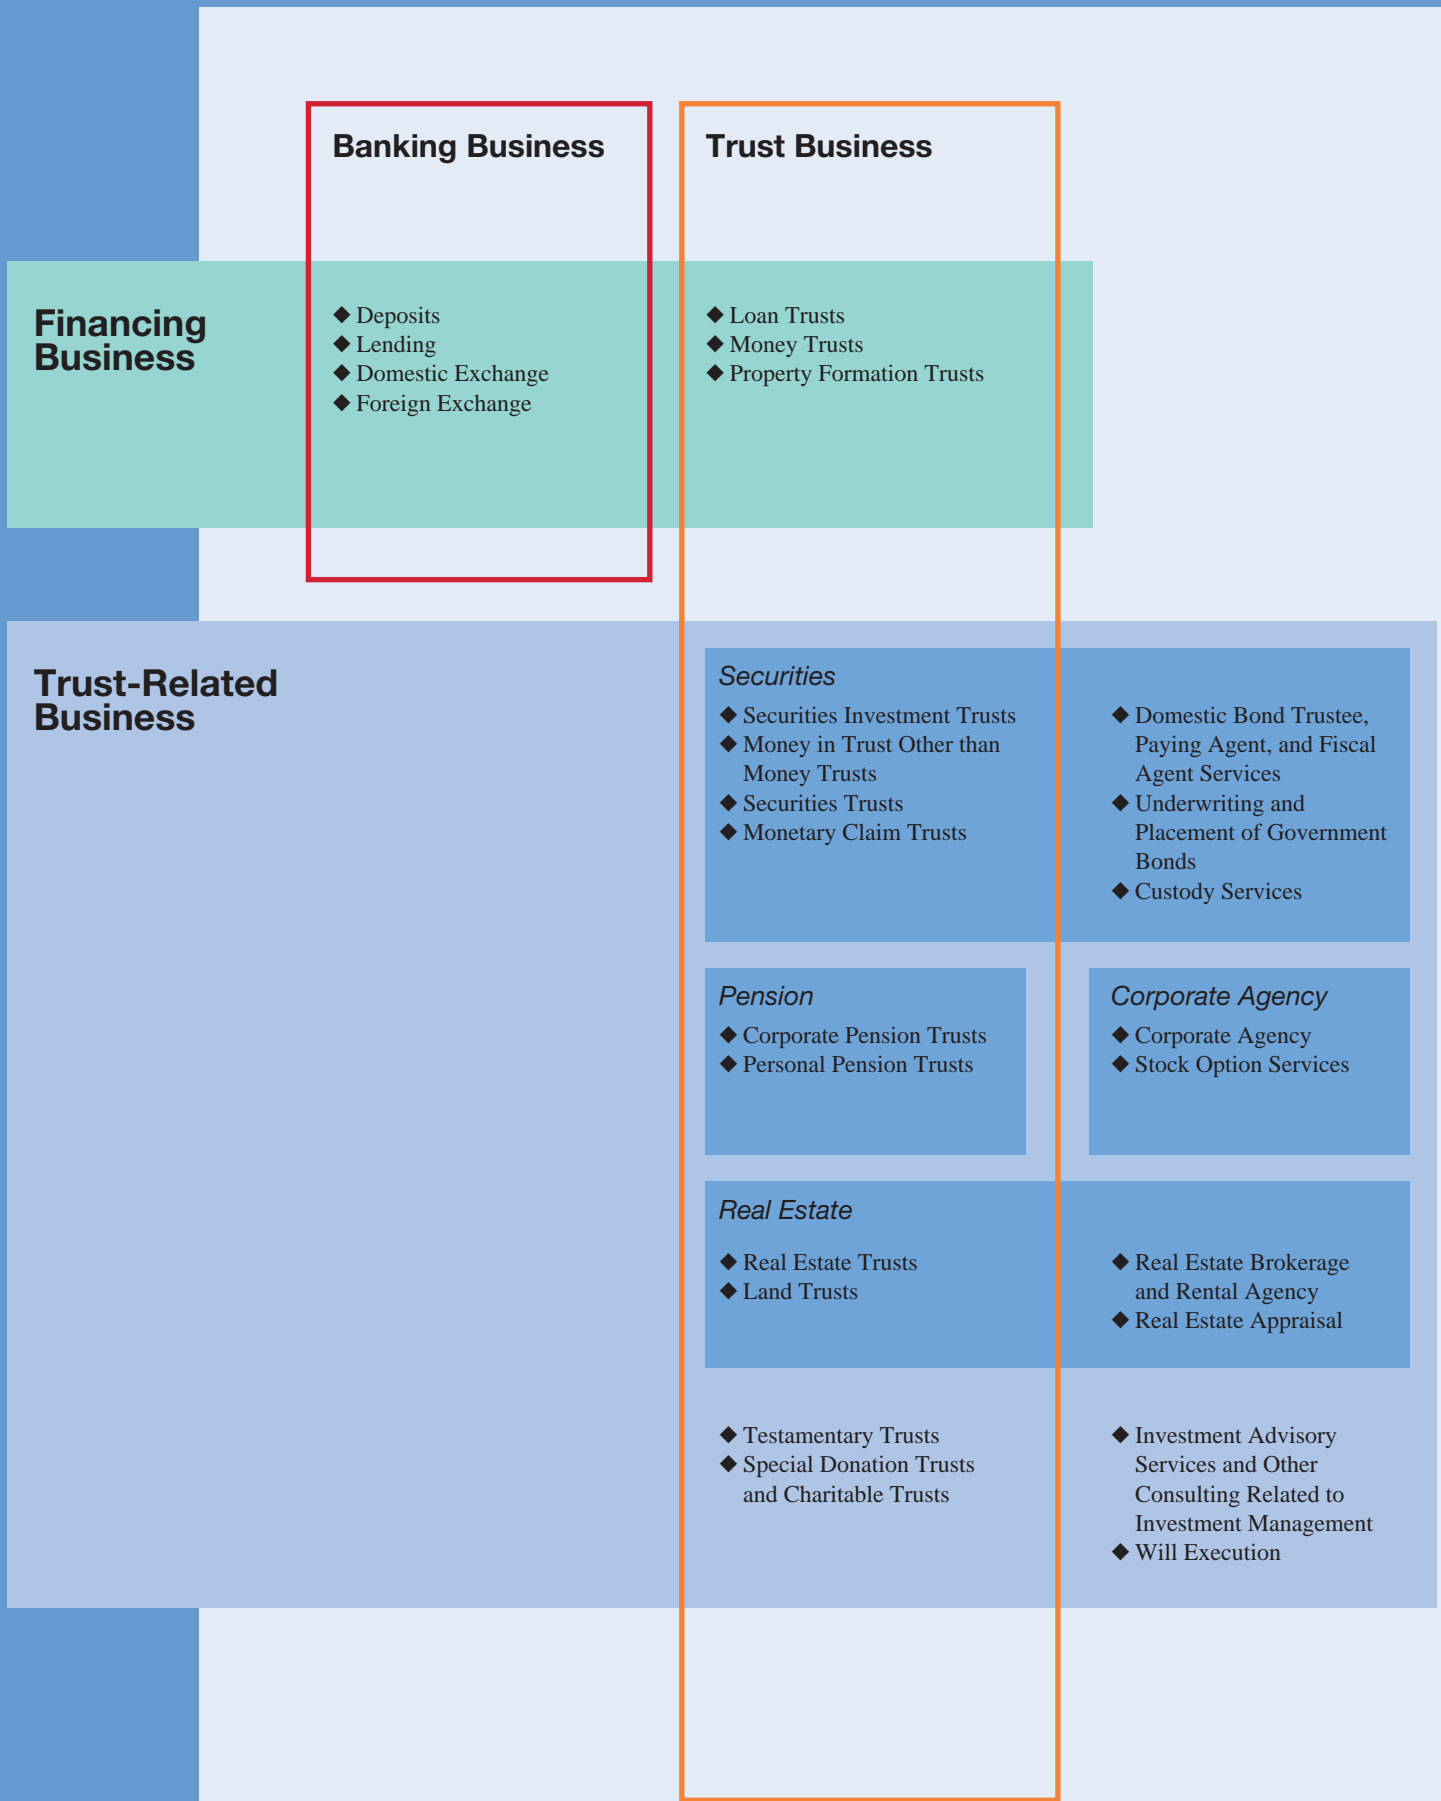 Banking Business
Trust Business
Financing
Business
◆ Deposits
◆ Lending
◆ Domestic Exchange
◆ Foreign Exchange
◆ Loan Trusts
◆ Money Trusts
◆ Property Formation Trusts
Trust-Related
Business
Securities
◆ Securities Investment Trusts
◆ Money in Trust Other than
Money Trusts
◆ Securities Trusts
◆ Monetary Claim Trusts
◆ Domestic Bond Trustee,
Paying Agent, and Fiscal
Agent Services
◆ Underwriting and
Placement of Government
Bonds
◆ Custody Services
Pension
◆ Corporate Pension Trusts
◆ Personal Pension Trusts
Corporate Agency
◆ Corporate Agency
◆ Stock Option Services
Real Estate
◆ Real Estate Trusts
◆ Land Trusts
◆ Real Estate Brokerage
and Rental Agency
◆ Real Estate Appraisal
◆ Testamentary Trusts
◆ Special Donation Trusts
and Charitable Trusts
◆ Investment Advisory
Services and Other
Consulting Related to
Investment Management
◆ Will Execution